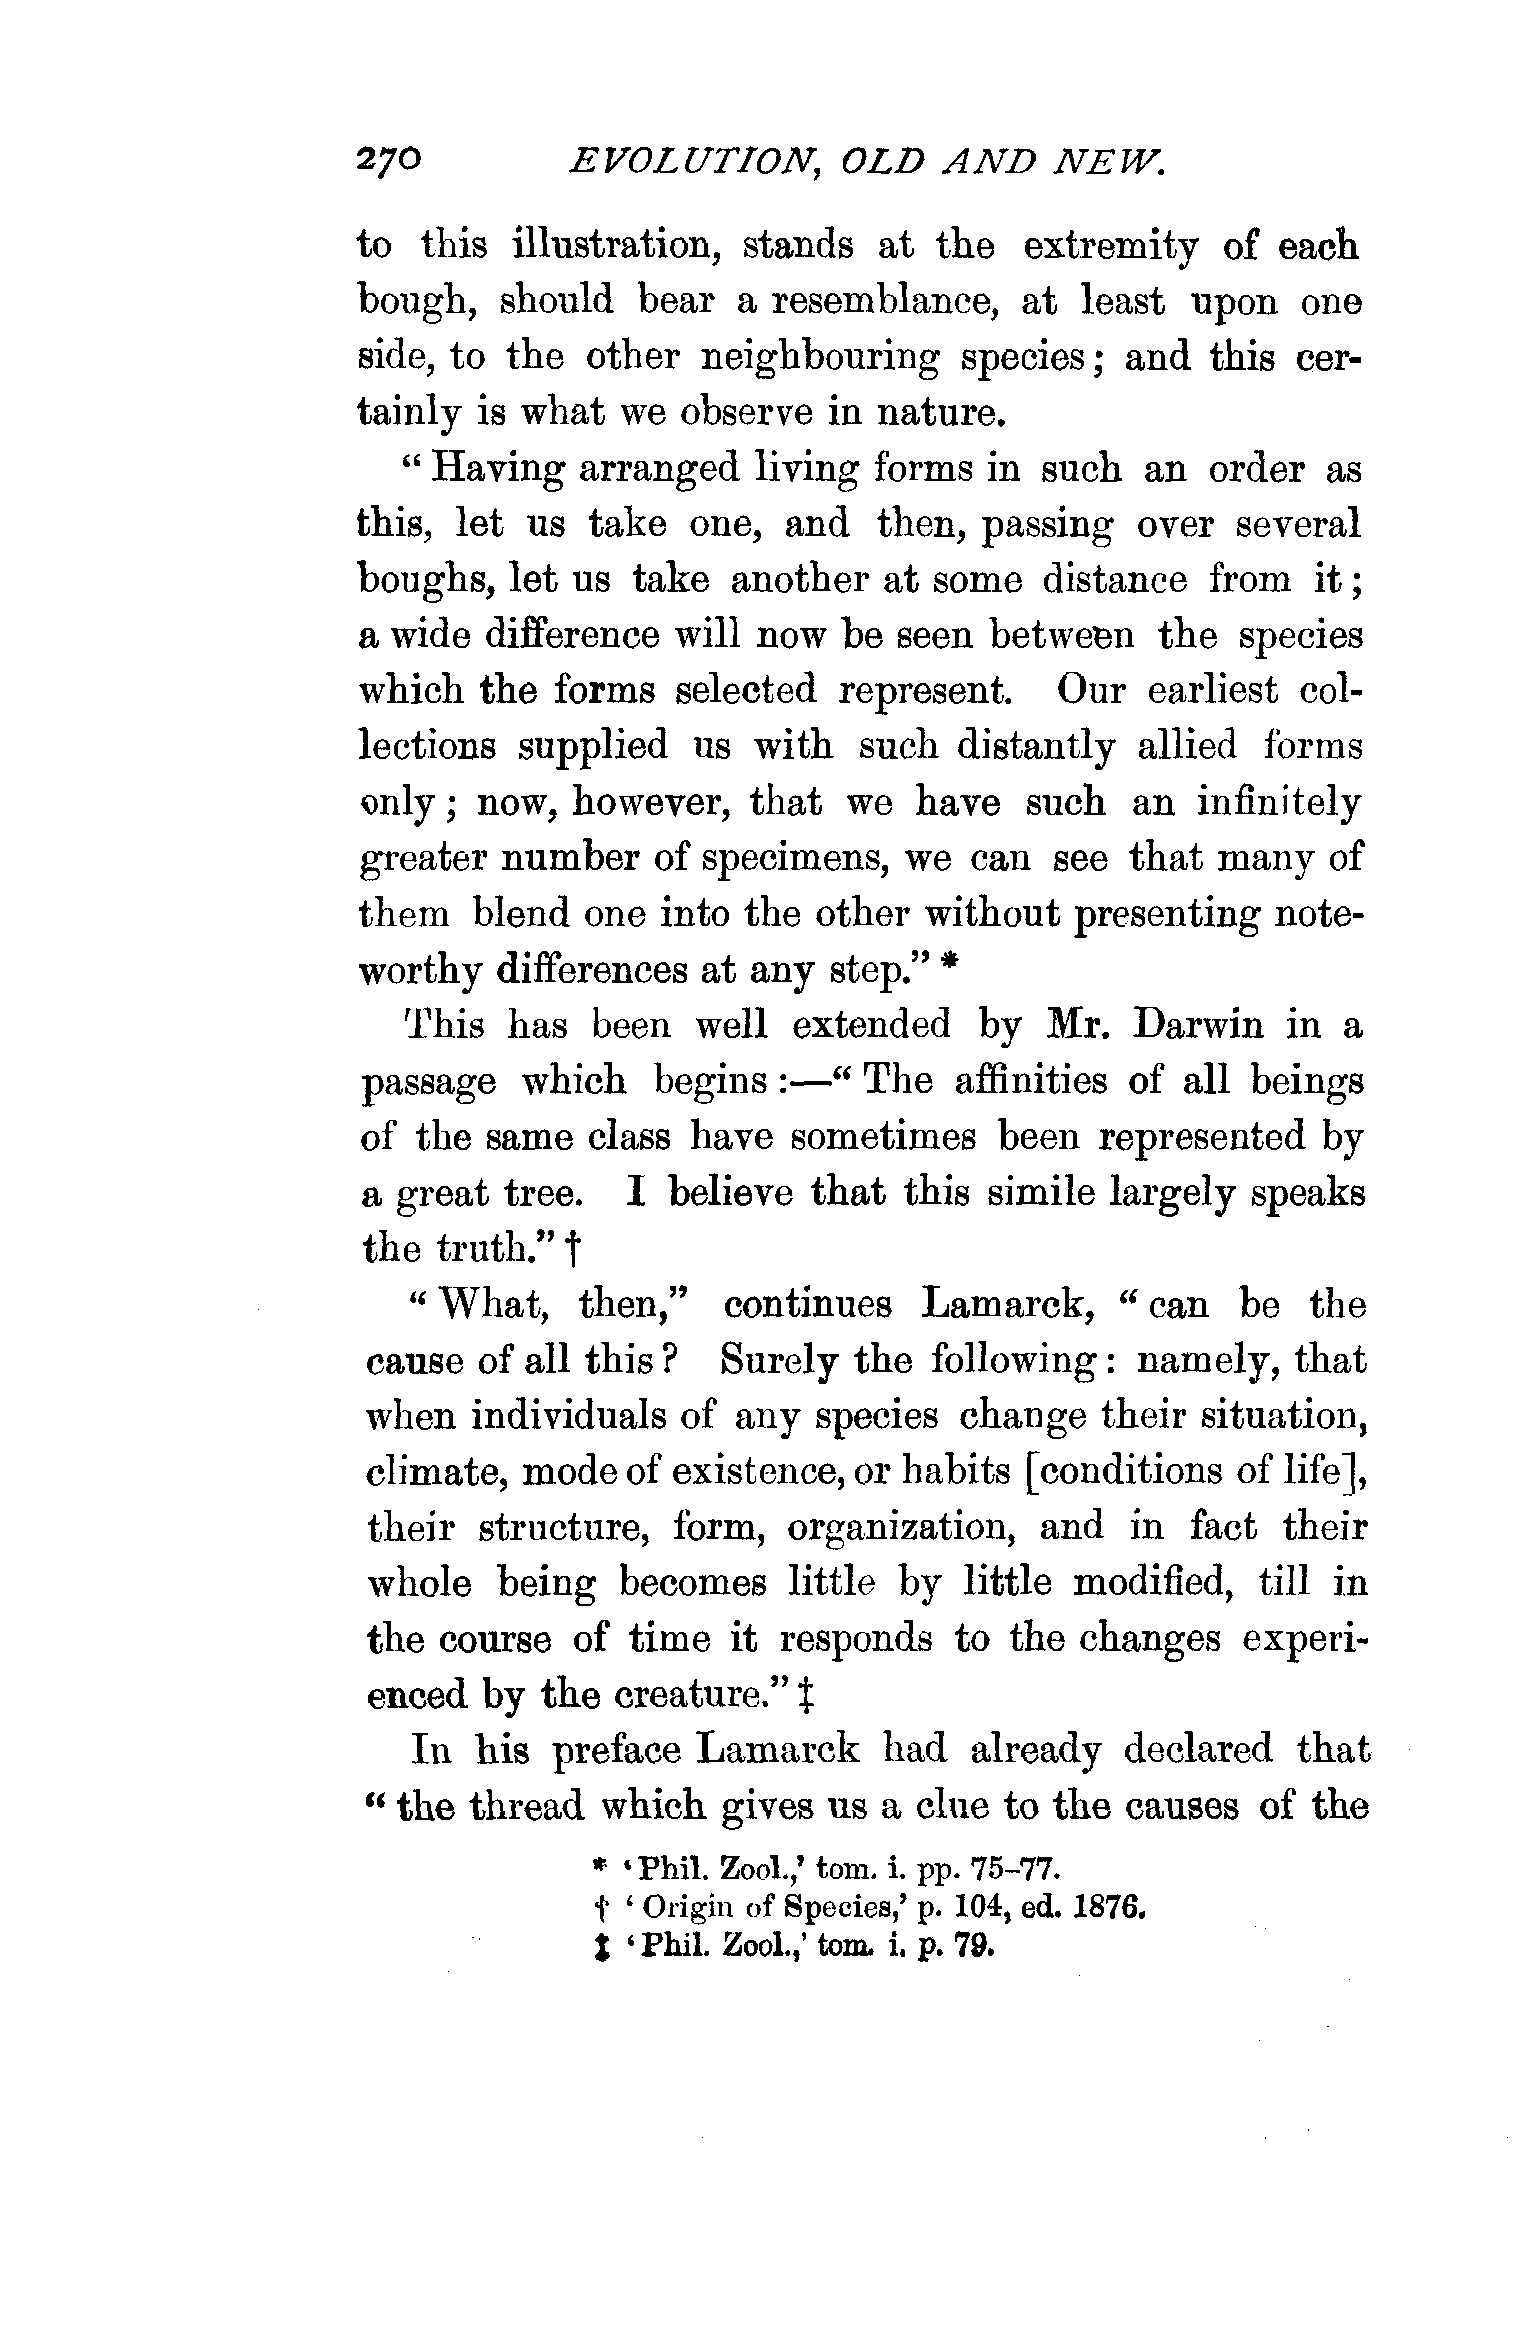 270 EVOLUTION, OLD AND NEW.
to this illustration, stands at the extremity of each
bough, should bear a resemblance, at least upon one
side, to the other neighbouring species; and this cer-
tainly is what we observe in nature.
“Having arranged living forms in such an order as
this, let us take one, and then, passing over several
boughs, let us take another at some distance from it;
a wide difference will now be seen between the species
which the forms selected represent. Our earliest col-
lections supplied us with such distantly allied forms
only; now, however, that we have such an infinitely
greater number of specimens, we can see that many of
them blend one into the other without presenting note-
worthy differences at any step.” *
This has been well extended by Mr. Darwin in a
passage which begins:—“The affinities of all beings
of the same class have sometimes been represented by
a great tree. I believe that this simile largely speaks
the truth.” †
“What, then,” continues Lamarck, “can be the
cause of all this? Surely the following: namely, that
when individuals of any species change their situation,
climate, mode of existence, or habits [conditions of life],
their structure, form, organization, and in fact their
whole being becomes little by little modified, till in
the course of time it responds to the changes experi-
enced by the creature.” ‡
In his preface Lamarck had already declared that
“the thread which gives us a clue to the causes of the
* ‘Phil. Zool.,’ tom. i. pp. 75–77.
† ‘Origin of Species,’ p. 104, ed. 1876.
‡ ‘Phil. Zool.,’ tom. i. p. 79.